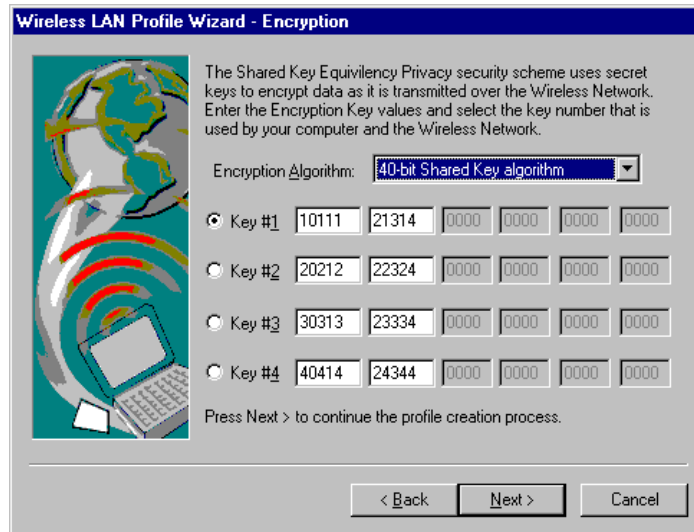 Wireless LAN Profile Wizard - Encryption
The Shared Key Equivilency Privacy security scheme uses secret
keys to encrypt data as it is transmitted over the Wireless Network.
Enter the Encryption Key values and select the key number that is
used by your computer and the Wireless Network.
Encryption Algorithm: 40-bit Shared Key algorithm
Key #1 10111 21314 0000 0000 0000 0000
Key #2 20212 22324 0000 0000 0000 0000
Key #3 30313 23334 0000 0000 0000 0000
Key #4 40414 24344 0000 0000 0000 0000
Press Next > to continue the profile creation process.
< Back Next > Cancel